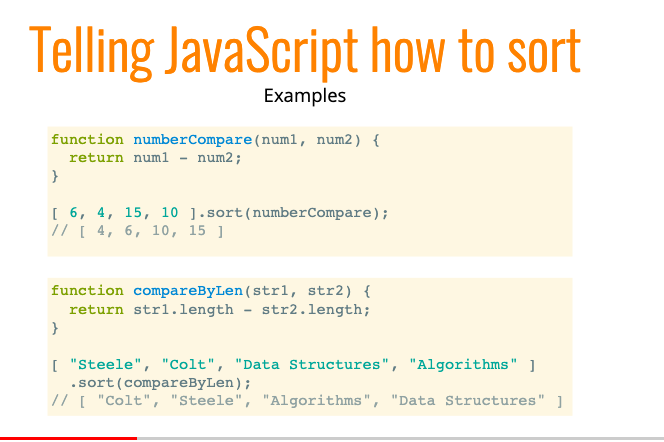 Telling JavaScript how to sort
Examples
function numberCompare(num1, num2) {
  return num1 - num2;
}
[ 6, 4, 15, 10 ].sort(numberCompare);
// [ 4, 6, 10, 15 ]
function compareByLen(str1, str2) {
  return str1.length - str2.length;
}
[ "Steele", "Colt", "Data Structures", "Algorithms" ]
  .sort(compareByLen);
// [ "Colt", "Steele", "Algorithms", "Data Structures" ]